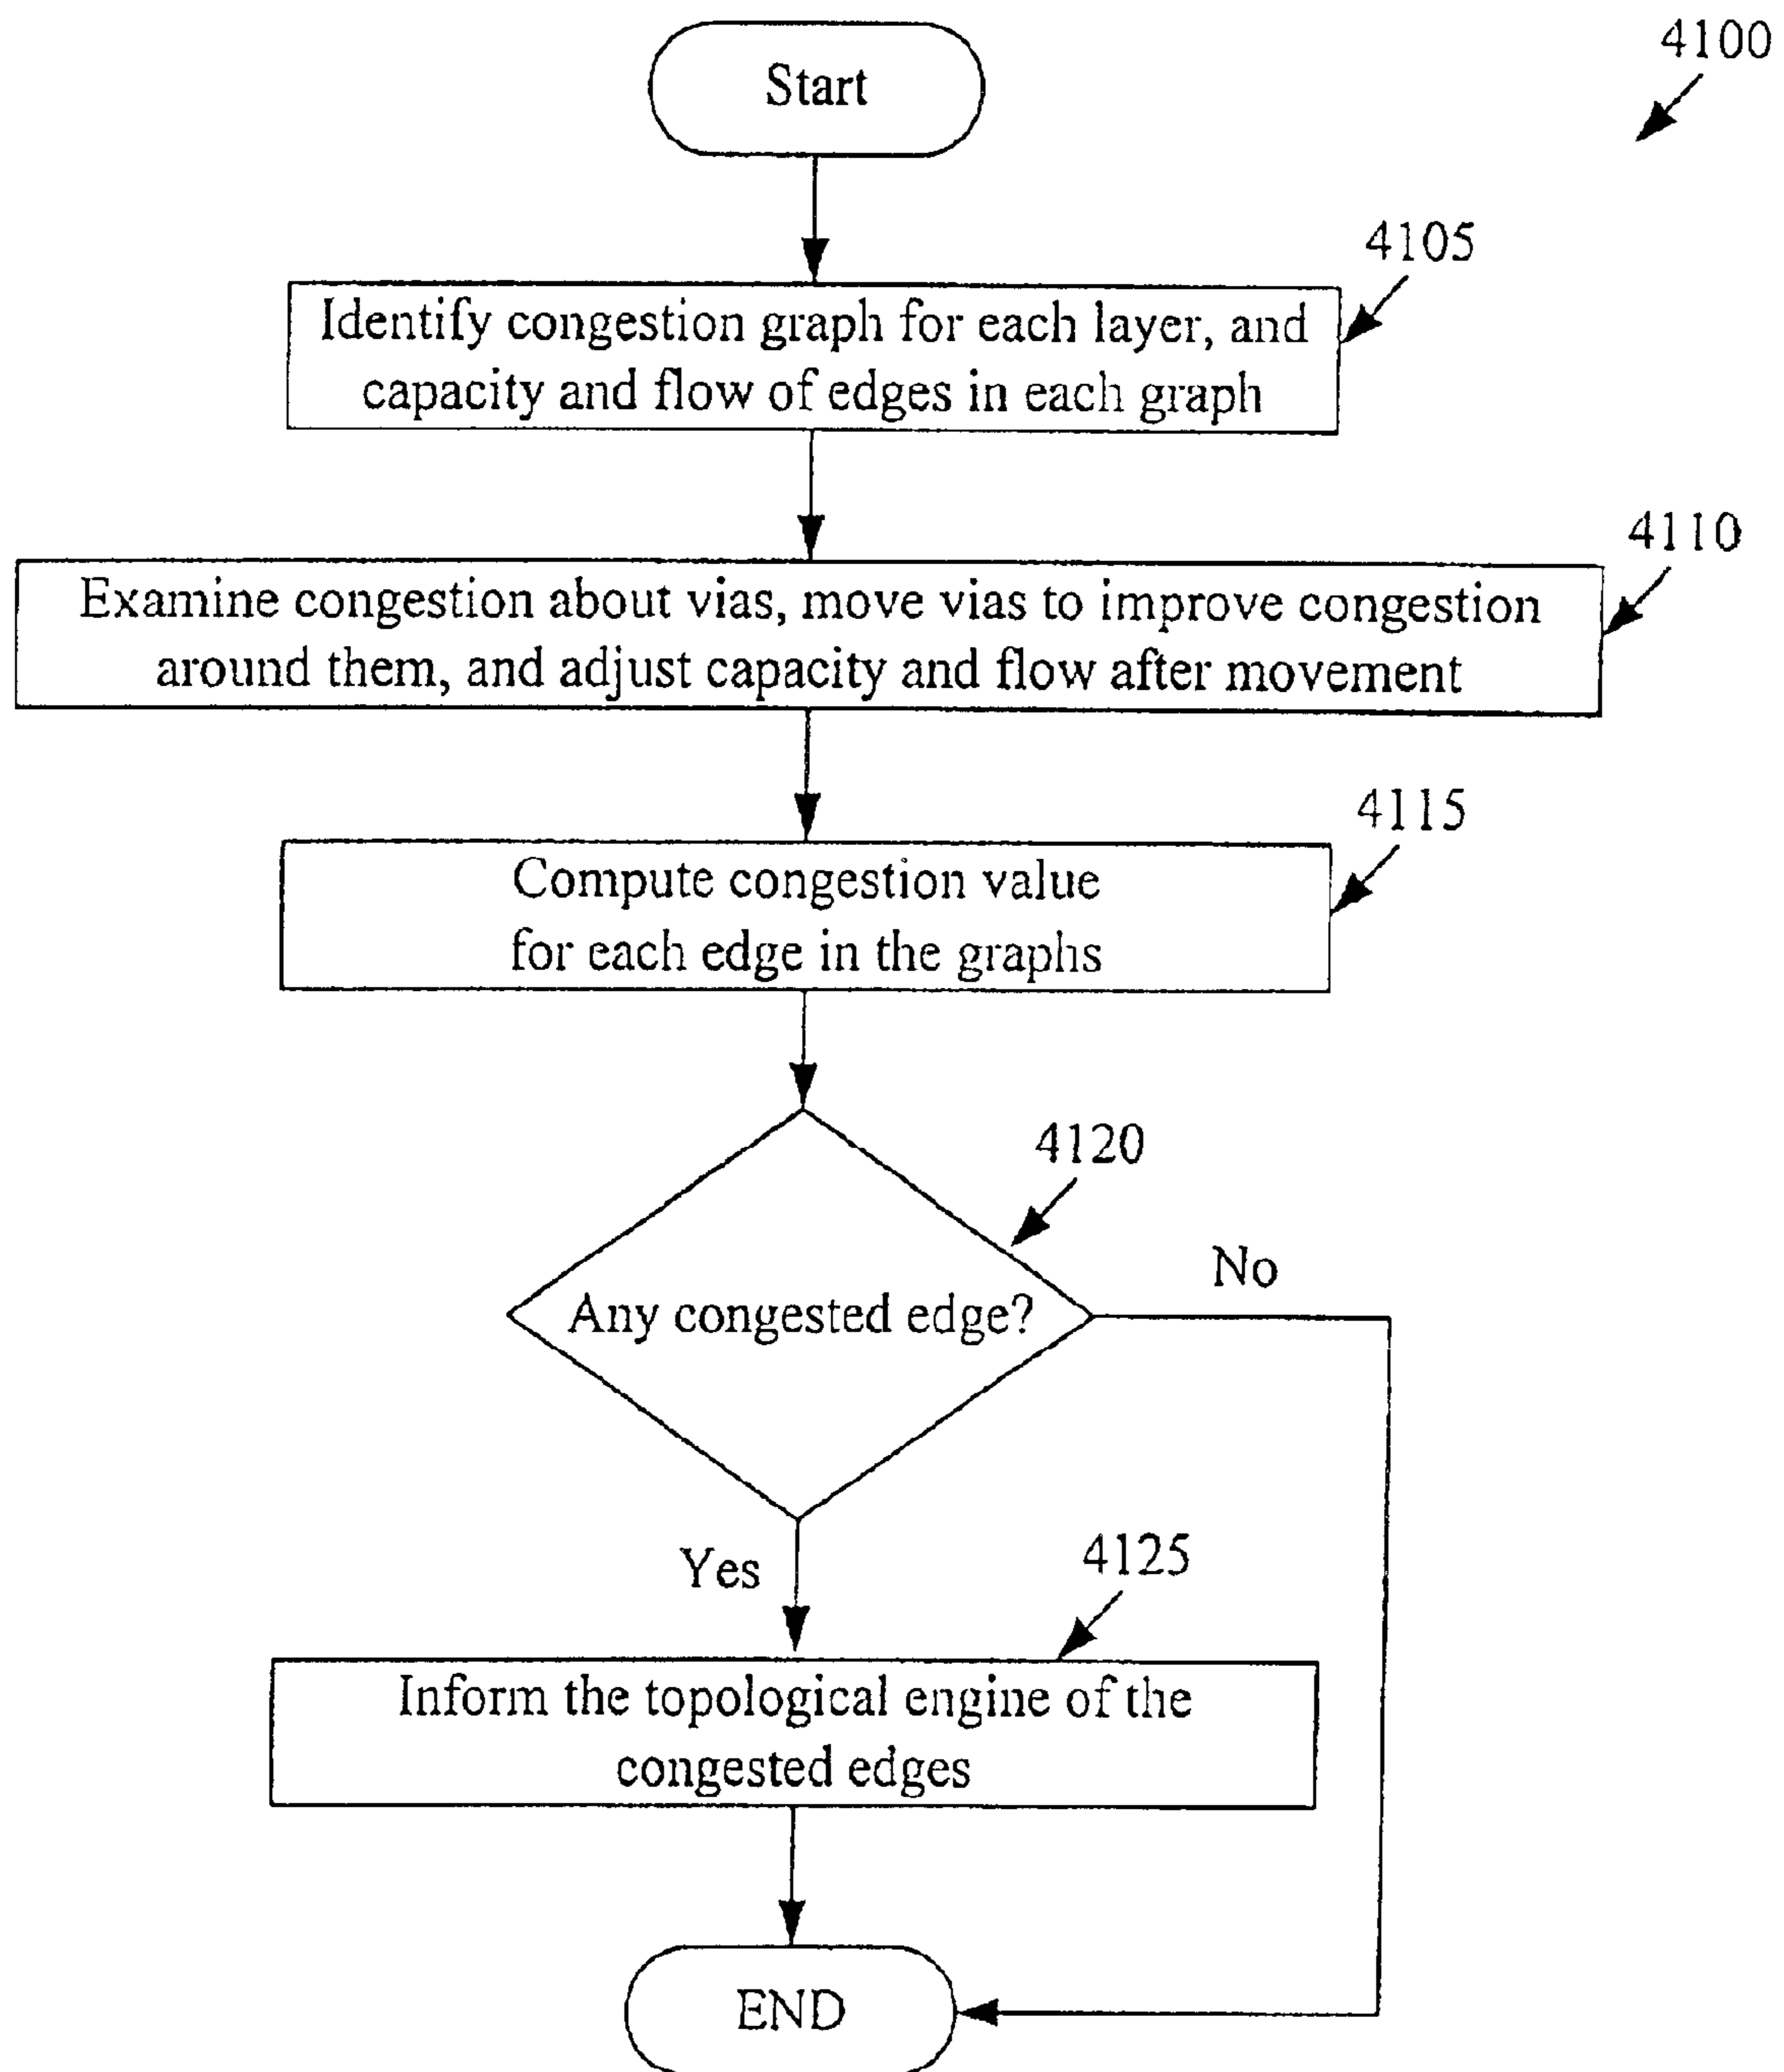 4100
Start
4105
Identify congestion graph for each layer, and
capacity and flow of edges in each graph
4110
Examine congestion about vias, move vias to improve congestion
around them, and adjust capacity and flow after movement
4115
Compute congestion value
for each edge in the graphs
4120
Any congested edge?
No
Yes
4125
Inform the topological engine of the
congested edges
END